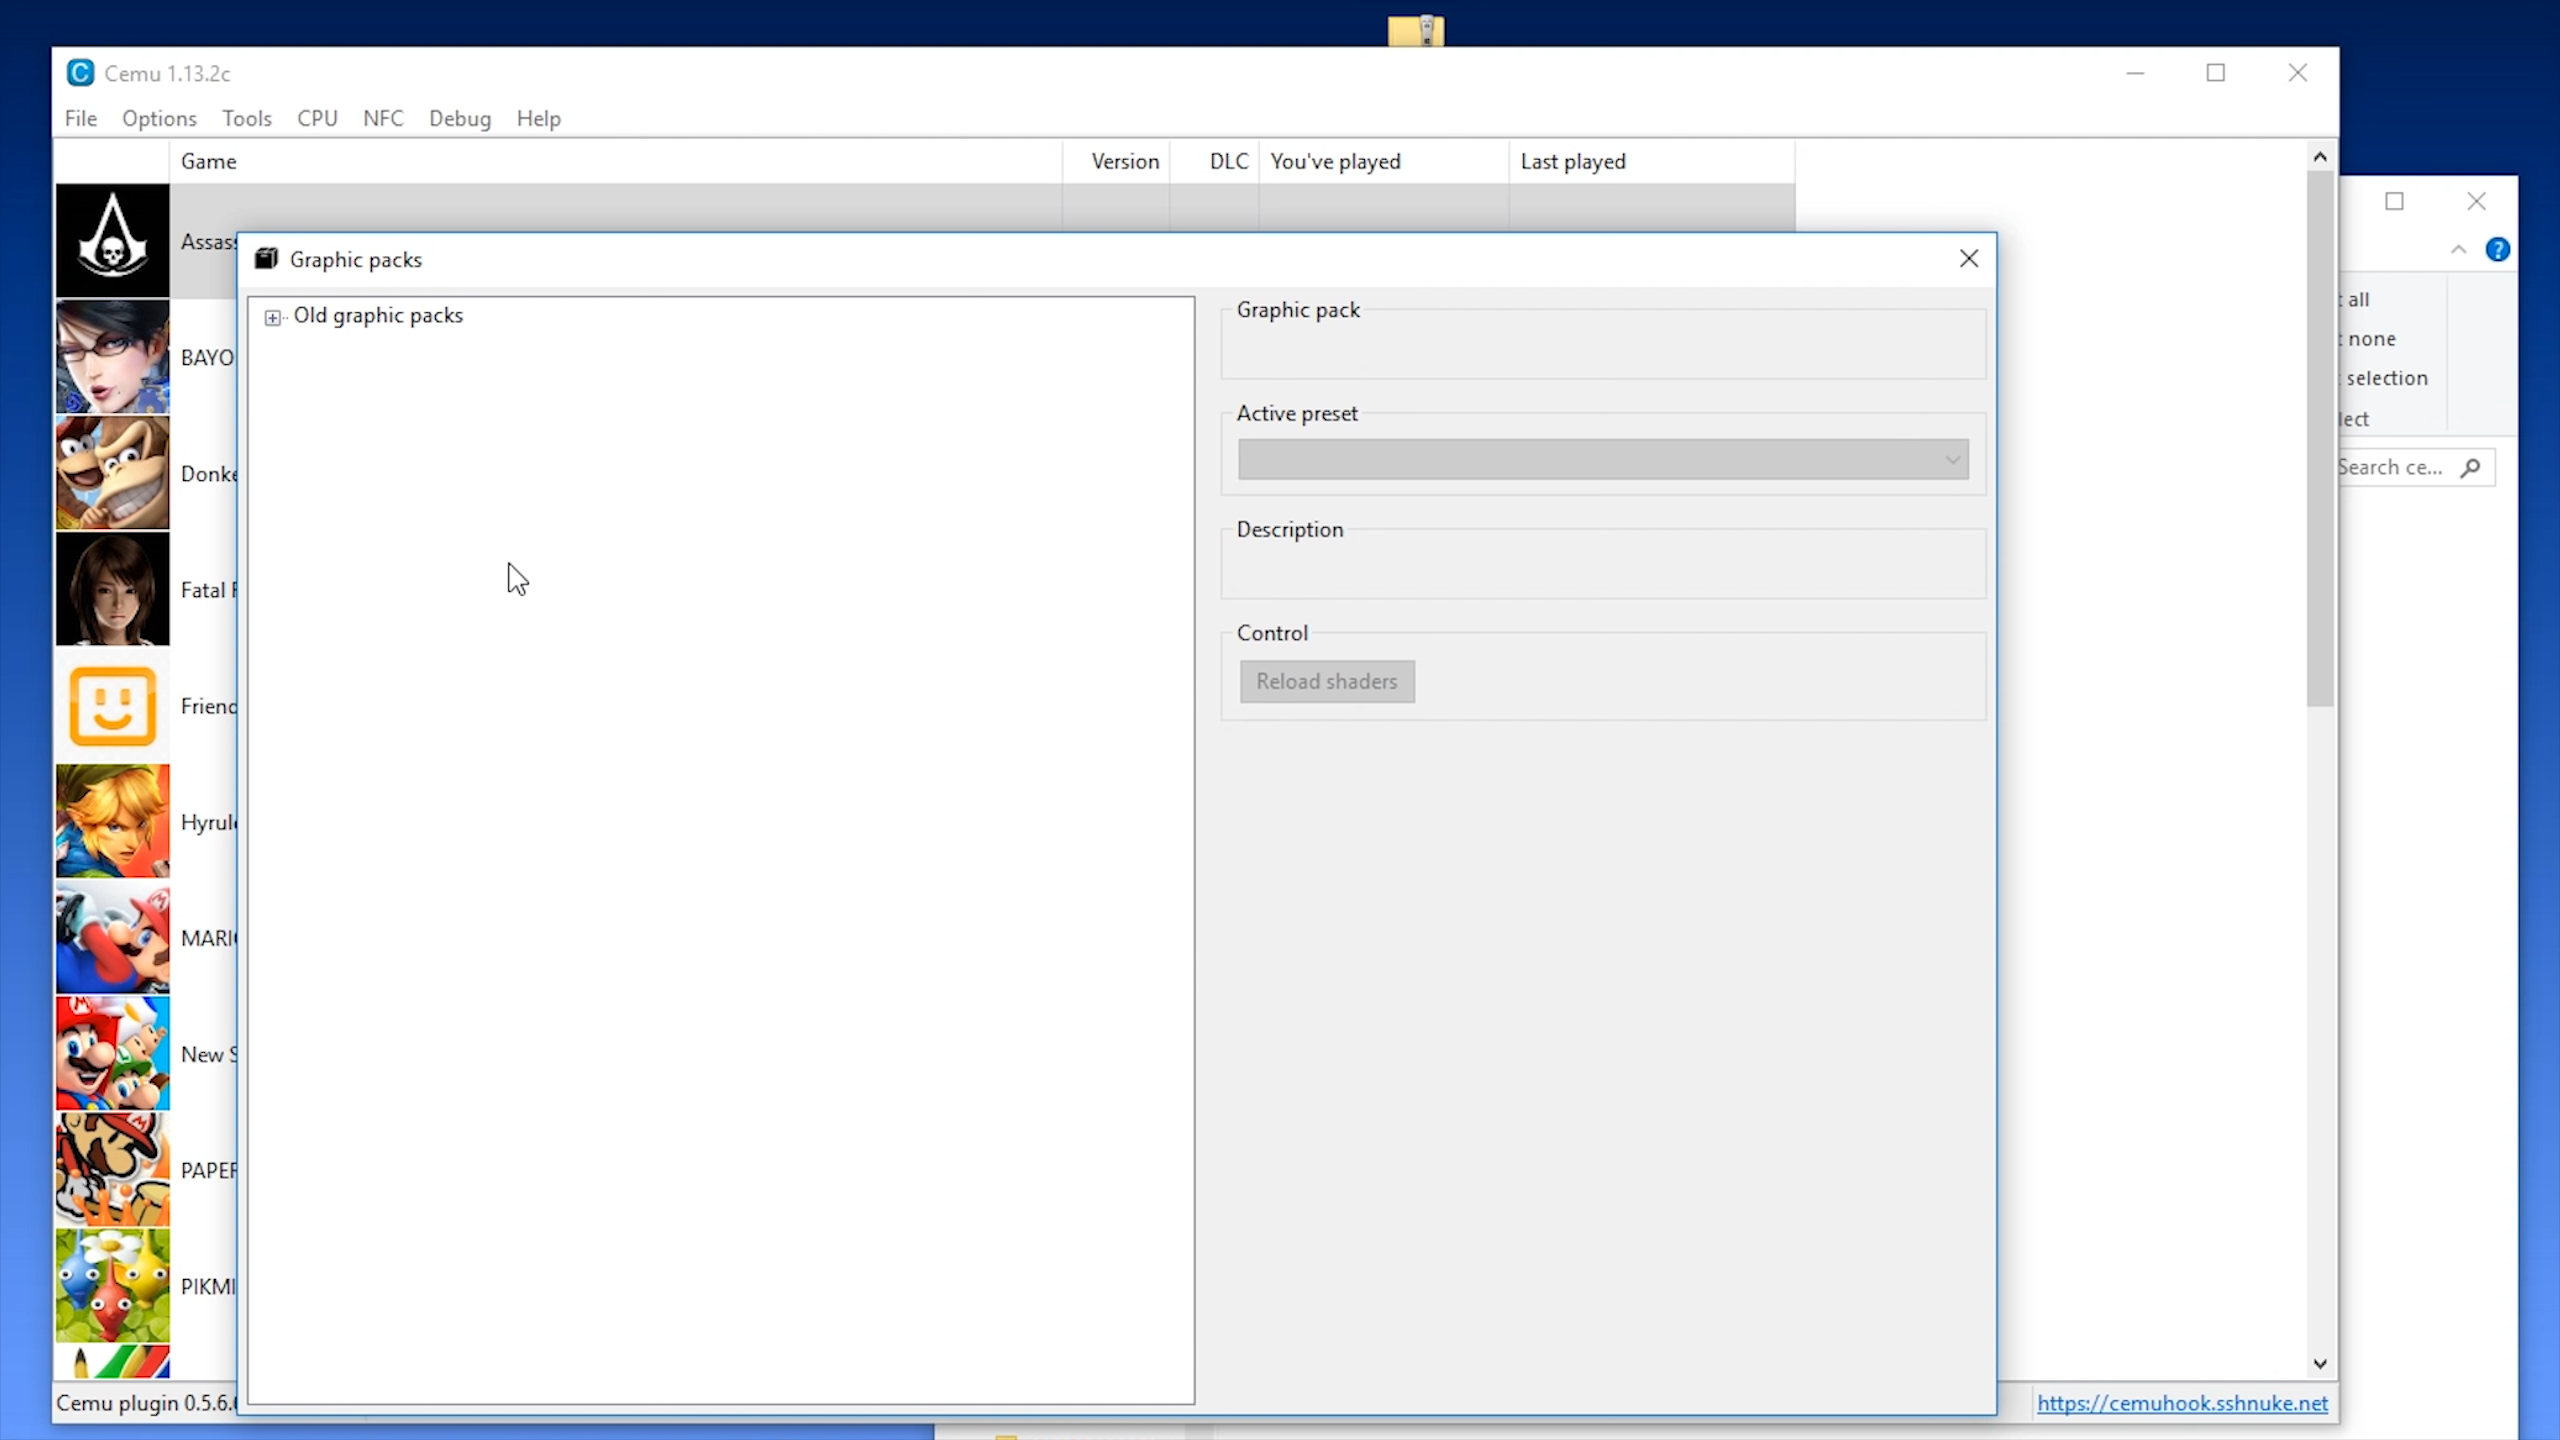 Cemu 1.13.2c
File Options Tools CPU NFC Debug Help
Game Version DLC You've played Last played
Assas
BAYO
Donke
Fatal F
Friend
Hyrul
MARI
New S
PAPER
PIKMI
Graphic packs
Old graphic packs
Graphic pack
Active preset
Description
Control
Reload shaders
t all
t none
t selection
lect
Search ce...
Cemu plugin 0.5.6.
https://cemuhook.sshnuke.net